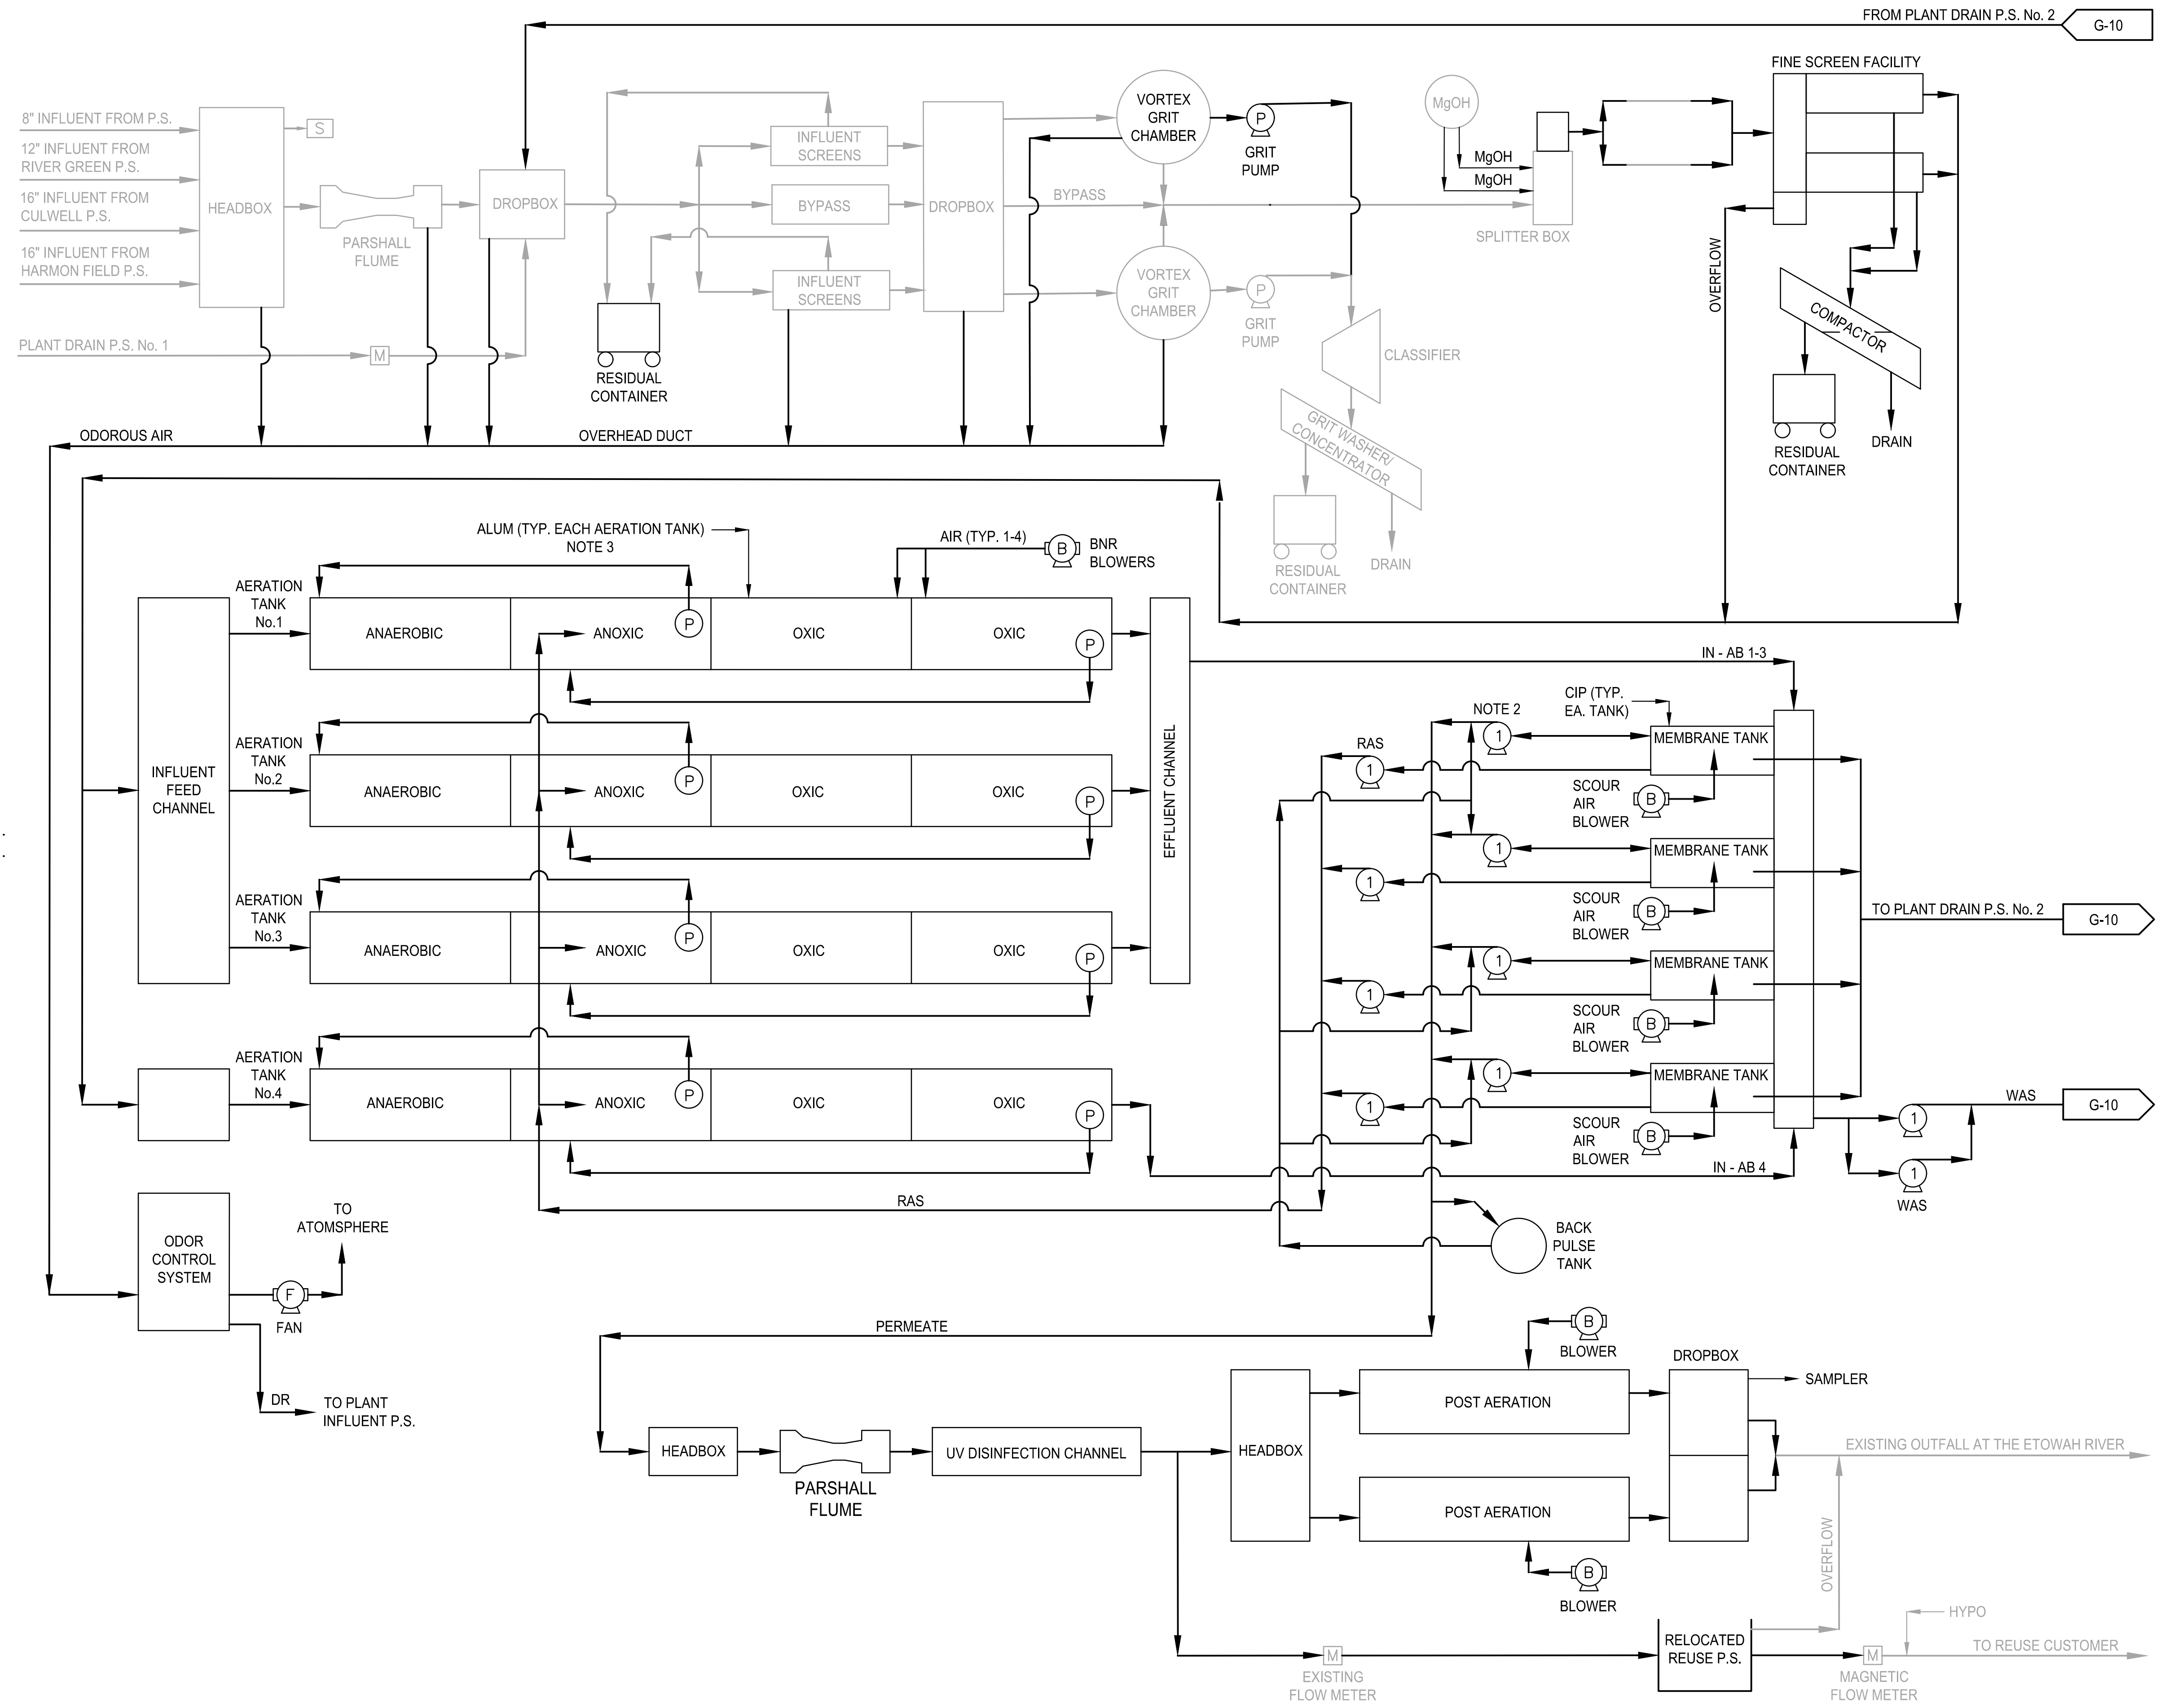 FROM PLANT DRAIN P.S. No. 2
G-10
FINE SCREEN FACILITY
8" INFLUENT FROM P.S.
12" INFLUENT FROM
RIVER GREEN P.S.
16" INFLUENT FROM
CULWELL P.S.
16" INFLUENT FROM
HARMON FIELD P.S.
PLANT DRAIN P.S. No. 1
M
HEADBOX
S
PARSHALL
FLUME
DROPBOX
INFLUENT
SCREENS
BYPASS
INFLUENT
SCREENS
RESIDUAL
CONTAINER
DROPBOX
BYPASS
VORTEX
GRIT
CHAMBER
P
GRIT
PUMP
VORTEX
GRIT
CHAMBER
P
GRIT
PUMP
MgOH
MgOH
MgOH
SPLITTER BOX
CLASSIFIER
GRIT WASHER/
CONCENTRATOR
RESIDUAL
CONTAINER
DRAIN
OVERFLOW
COMPACTOR
RESIDUAL
CONTAINER
DRAIN
ODOROUS AIR
OVERHEAD DUCT
ALUM (TYP. EACH AERATION TANK)
NOTE 3
AIR (TYP. 1-4)
B
BNR
BLOWERS
INFLUENT
FEED
CHANNEL
AERATION
TANK
No.1
ANAEROBIC
ANOXIC
P
OXIC
OXIC
P
AERATION
TANK
No.2
ANAEROBIC
ANOXIC
P
OXIC
OXIC
P
AERATION
TANK
No.3
ANAEROBIC
ANOXIC
P
OXIC
OXIC
P
AERATION
TANK
No.4
ANAEROBIC
ANOXIC
P
OXIC
OXIC
P
EFFLUENT CHANNEL
IN - AB 1-3
CIP (TYP.
EA. TANK)
NOTE 2
RAS
1
1
MEMBRANE TANK
SCOUR
AIR
BLOWER
B
1
1
MEMBRANE TANK
SCOUR
AIR
BLOWER
B
1
1
MEMBRANE TANK
SCOUR
AIR
BLOWER
B
1
1
MEMBRANE TANK
SCOUR
AIR
BLOWER
B
TO PLANT DRAIN P.S. No. 2
G-10
WAS
G-10
1
1
WAS
IN - AB 4
RAS
BACK
PULSE
TANK
ODOR
CONTROL
SYSTEM
TO
ATOMSPHERE
F
FAN
DR
TO PLANT
INFLUENT P.S.
PERMEATE
HEADBOX
PARSHALL
FLUME
UV DISINFECTION CHANNEL
HEADBOX
B
BLOWER
POST AERATION
POST AERATION
B
BLOWER
DROPBOX
SAMPLER
EXISTING OUTFALL AT THE ETOWAH RIVER
OVERFLOW
HYPO
M
EXISTING
FLOW METER
RELOCATED
REUSE P.S.
M
MAGNETIC
FLOW METER
TO REUSE CUSTOMER